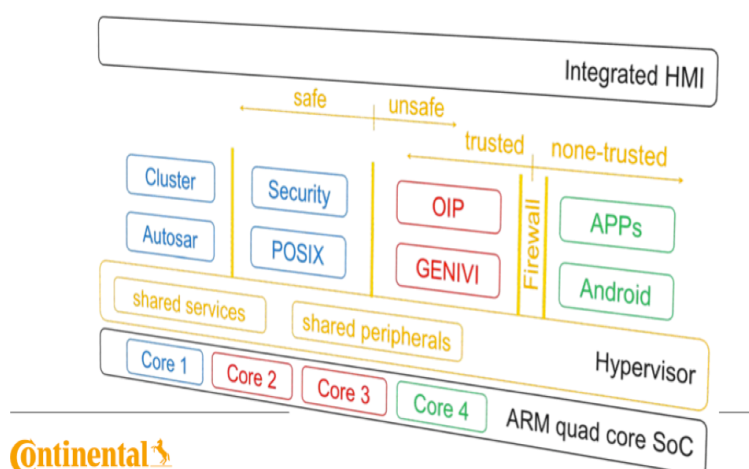 Integrated HMI
safe
unsafe
trusted
none-trusted
Cluster
Security
OIP
APPs
Autosar
POSIX
GENIVI
Firewall
Android
shared services
shared peripherals
Hypervisor
Core 1
Core 2
Core 3
Core 4
ARM quad core SoC
Continental